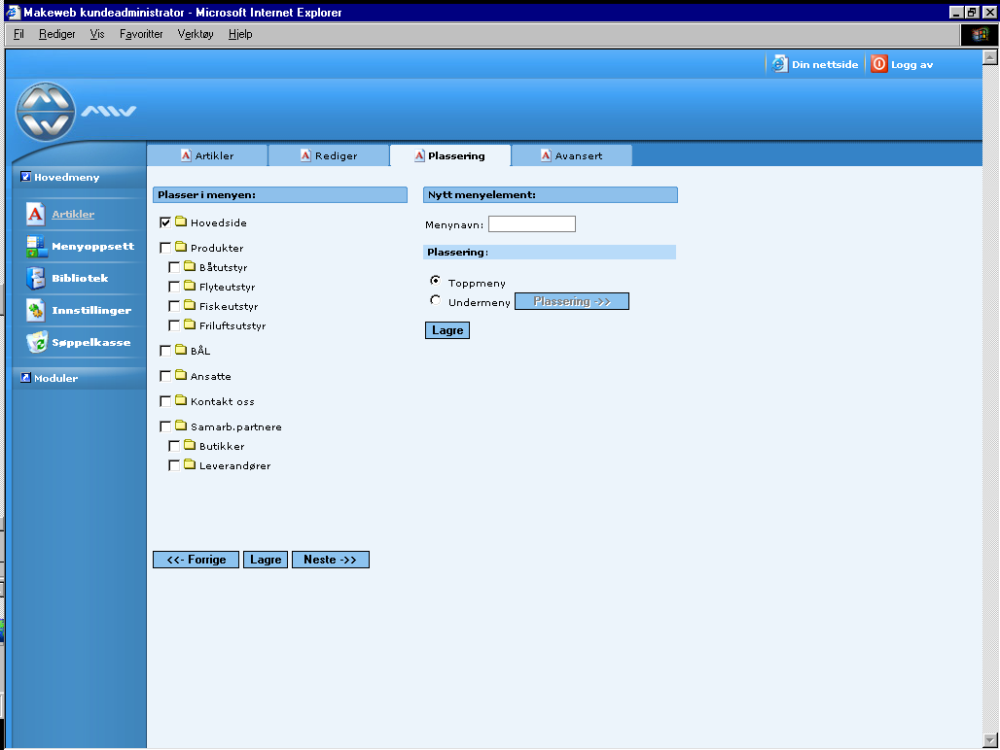 Makeweb kundeadministrator - Microsoft Internet Explorer
Fil Rediger Vis Favoritter Verktøy Hjelp
Din nettside Logg av
MW
Artikler Rediger Plassering Avansert
Hovedmeny
Artikler
Menyoppsett
Bibliotek
Innstillinger
Søppelkasse
Moduler
Plasser i menyen:
Hovedside
Produkter
Båtutstyr
Flyteutstyr
Fiskeutstyr
Friluftsutstyr
BÅL
Ansatte
Kontakt oss
Samarb.partnere
Butikker
Leverandører
<<- Forrige Lagre Neste ->>
Nytt menyelement:
Menynavn:
Plassering:
Toppmeny
Undermeny Plassering ->>
Lagre